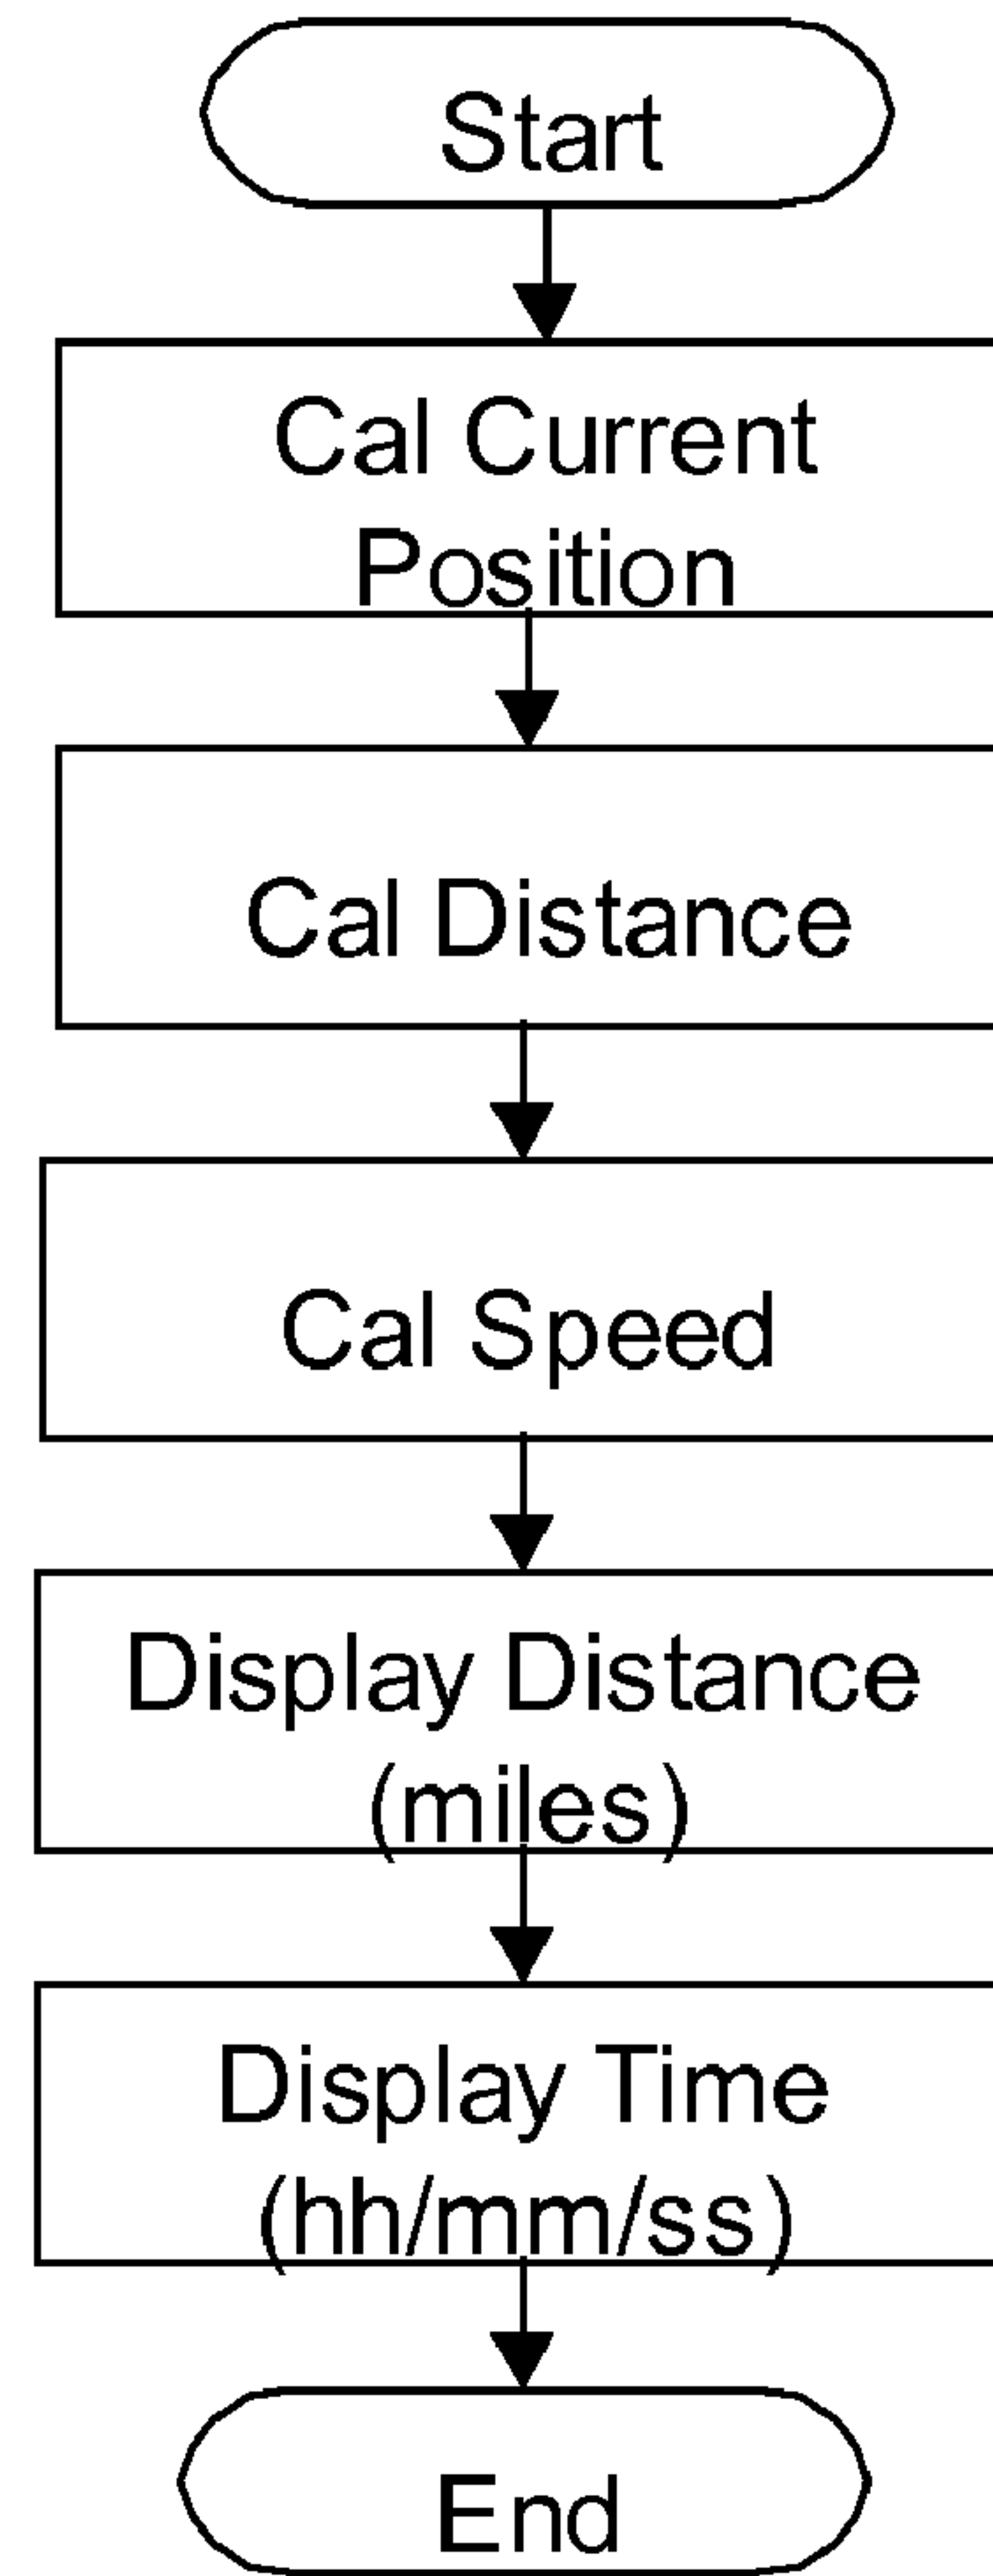 Start
Cal Current
Position
Cal Distance
Cal Speed
Display Distance
(miles)
Display Time
(hh/mm/ss)
End